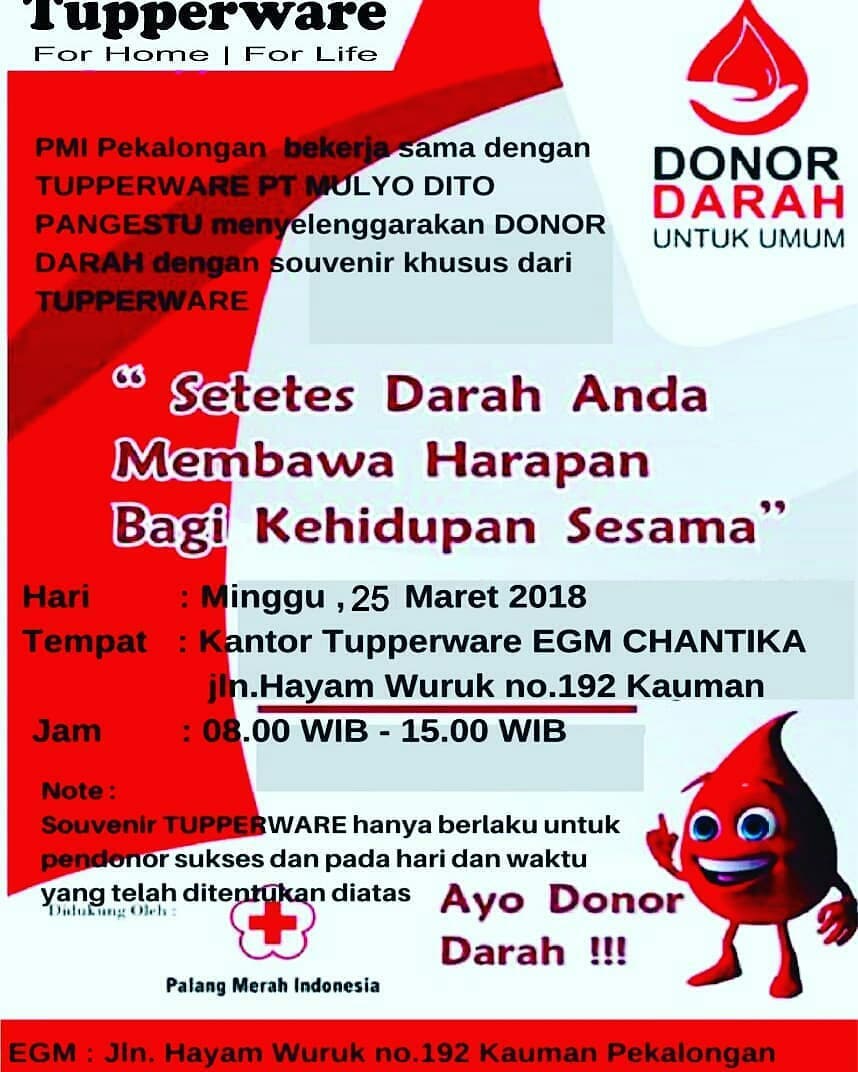 Tupperware
For Home | For Life
PMI Pekalongan bekerja sama dengan
TUPPERWARE PT MULYO DITO
PANGESTU menyelenggarakan DONOR
DARAH dengan souvenir khusus dari
TUPPERWARE
DONOR
DARAH
UNTUK UMUM
“ Setetes Darah Anda
Membawa Harapan
Bagi Kehidupan Sesama”
Hari : Minggu , 25 Maret 2018
Tempat : Kantor Tupperware EGM CHANTIKA
jln.Hayam Wuruk no.192 Kauman
Jam : 08.00 WIB - 15.00 WIB
Note :
Souvenir TUPPERWARE hanya berlaku untuk
pendonor sukses dan pada hari dan waktu
yang telah ditentukan diatas
Didukung Oleh :
Palang Merah Indonesia
Ayo Donor
Darah !!!
EGM : Jln. Hayam Wuruk no.192 Kauman Pekalongan